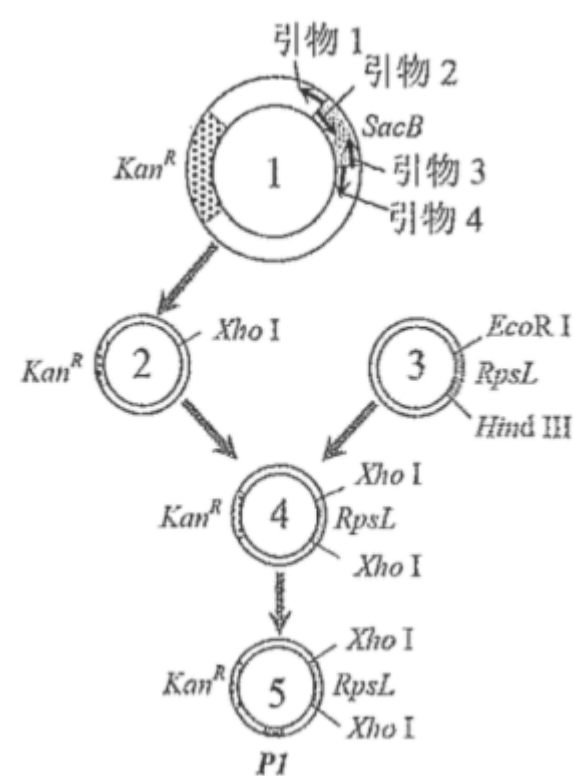 引物 1
引物 2
SacB
Kan^R
1
引物 3
引物 4
Xho I
Kan^R
2
EcoR I
3
RpsL
Hind III
Xho I
Kan^R
4
RpsL
Xho I
Xho I
Kan^R
5
RpsL
Xho I
P1